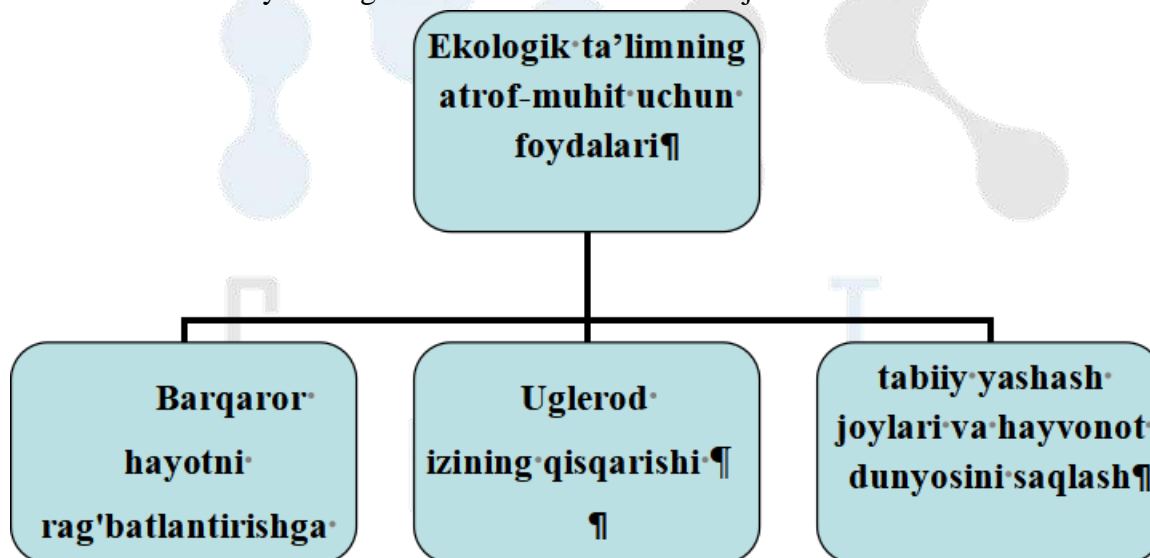 Ekologik ta’limning
atrof-muhit uchun
foydalari¶
Barqaror
hayotni
rag'batlantirishga
Uglerod
izining qisqarishi ¶
¶
tabiiy yashash
joylari va hayvonot
dunyosini saqlash¶